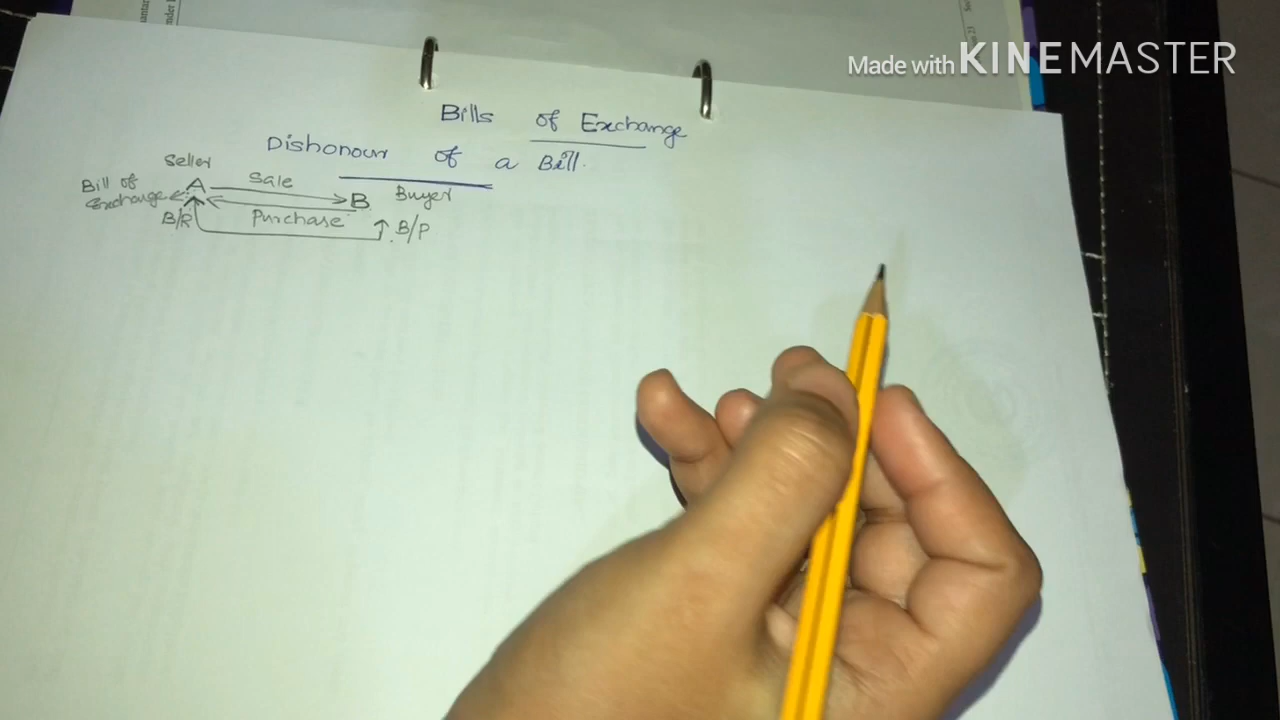 Made with KINEMASTER
Bills of Exchange
Dishonour of a Bill.
Seller
Bill of Exchange A Sale B Buyer
B/R Purchase B/P